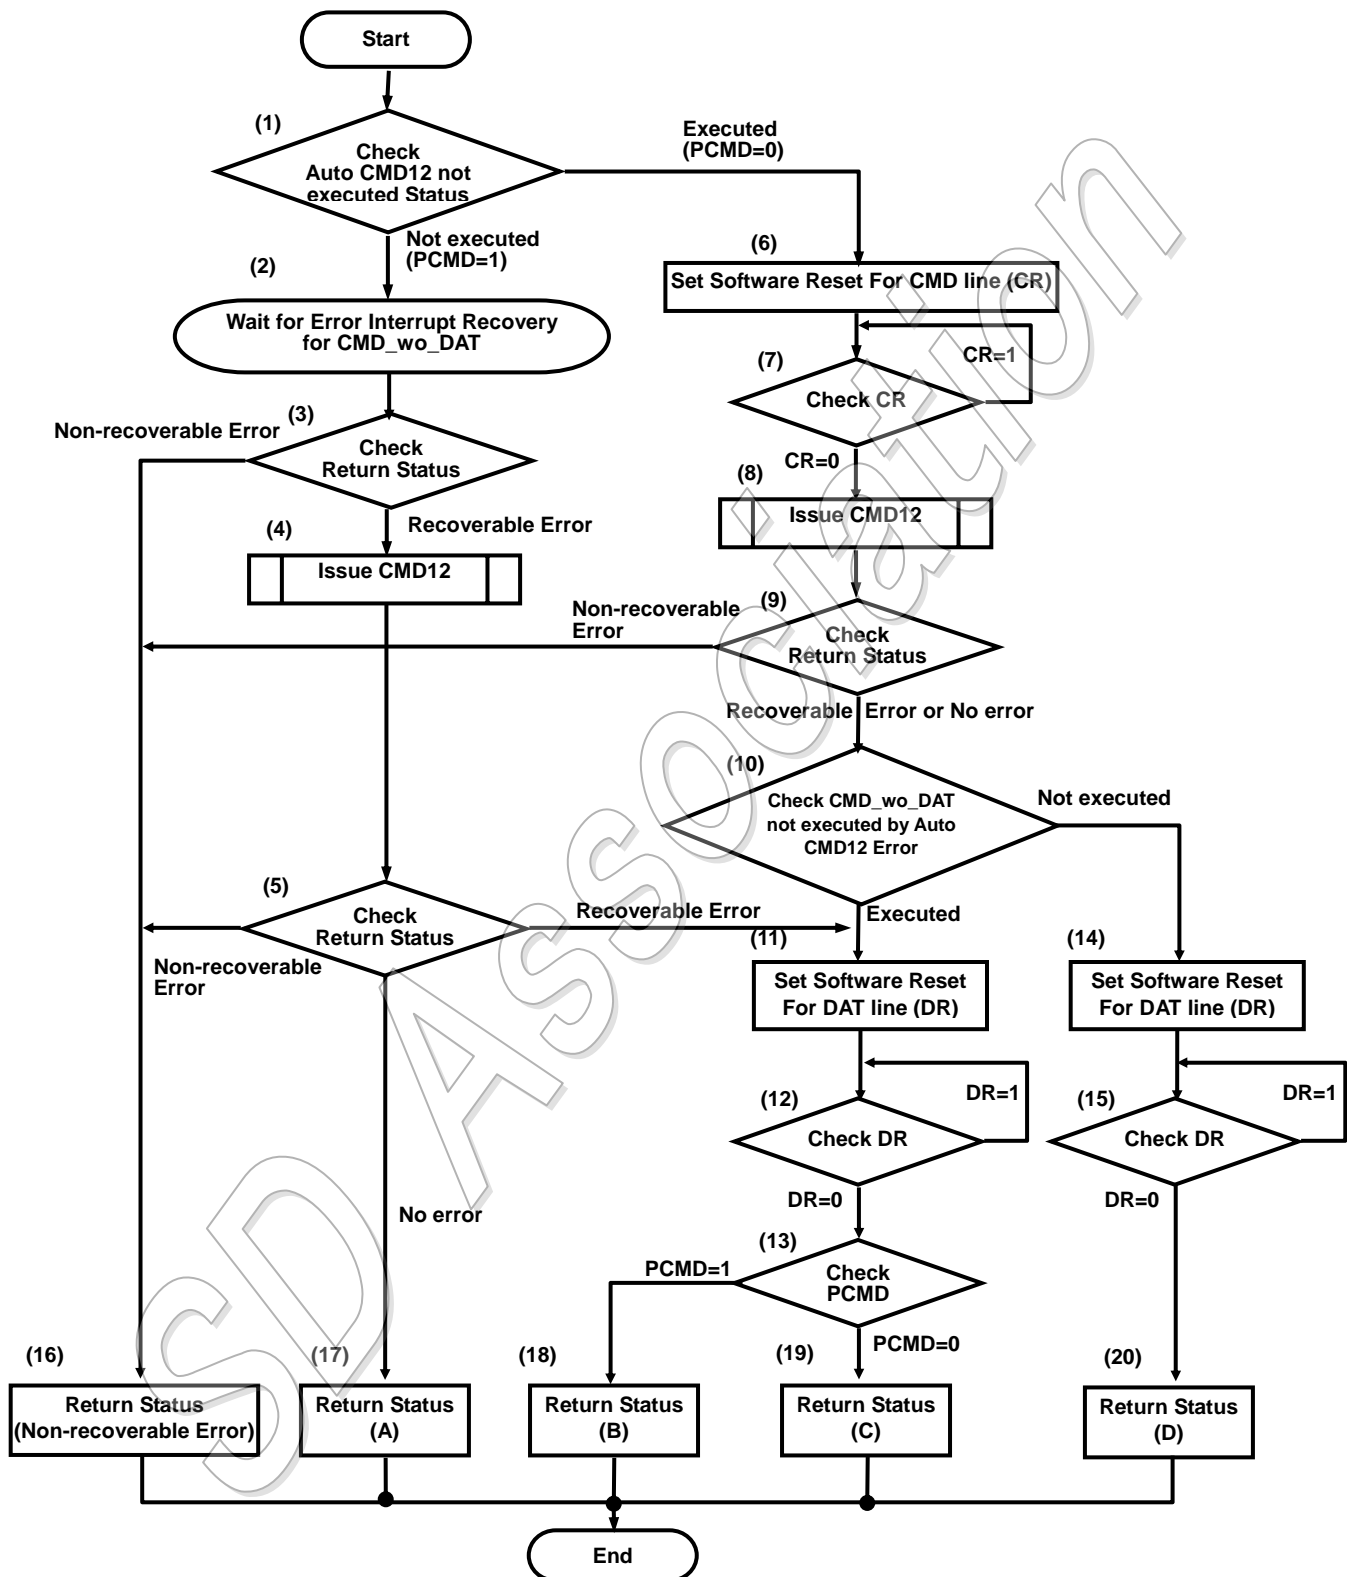 Start
(1)
Check
Auto CMD12 not
executed Status
Executed
(PCMD=0)
Not executed
(PCMD=1)
(2)
Wait for Error Interrupt Recovery
for CMD_wo_DAT
(6)
Set Software Reset For CMD line (CR)
CR=1
(7)
Check CR
CR=0
(3)
Non-recoverable Error
Check
Return Status
Recoverable Error
(4)
Issue CMD12
(8)
Issue CMD12
(9)
Non-recoverable
Error
Check
Return Status
Recoverable Error or No error
(10)
Check CMD_wo_DAT
not executed by Auto
CMD12 Error
Not executed
Executed
(5)
Check
Return Status
Recoverable Error
Non-recoverable
Error
No error
(11)
Set Software Reset
For DAT line (DR)
(14)
Set Software Reset
For DAT line (DR)
(12)
DR=1
Check DR
DR=0
(15)
DR=1
Check DR
DR=0
(13)
PCMD=1
Check
PCMD
PCMD=0
(16)
Return Status
(Non-recoverable Error)
(17)
Return Status
(A)
(18)
Return Status
(B)
(19)
Return Status
(C)
(20)
Return Status
(D)
End
SD Association